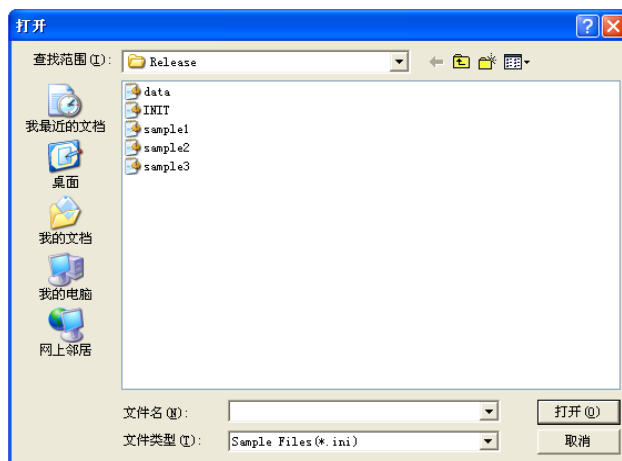 打开
查找范围(I):
Release
data
INIT
sample1
sample2
sample3
我最近的文档
桌面
我的文档
我的电脑
网上邻居
文件名(N):
打开(O)
文件类型(T):
Sample Files(*.ini)
取消